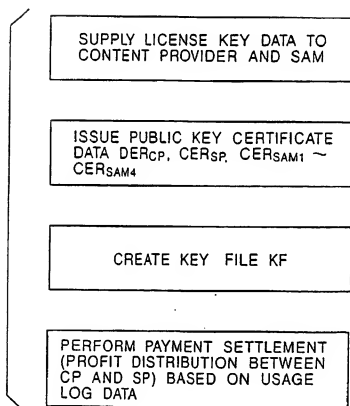 SUPPLY LICENSE KEY DATA TO
CONTENT PROVIDER AND SAM
ISSUE PUBLIC KEY CERTIFICATE
DATA DERCP, CERSP, CERSAM1 ~
CERSAM4
CREATE KEY FILE KF
PERFORM PAYMENT SETTLEMENT
(PROFIT DISTRIBUTION BETWEEN
CP AND SP) BASED ON USAGE
LOG DATA